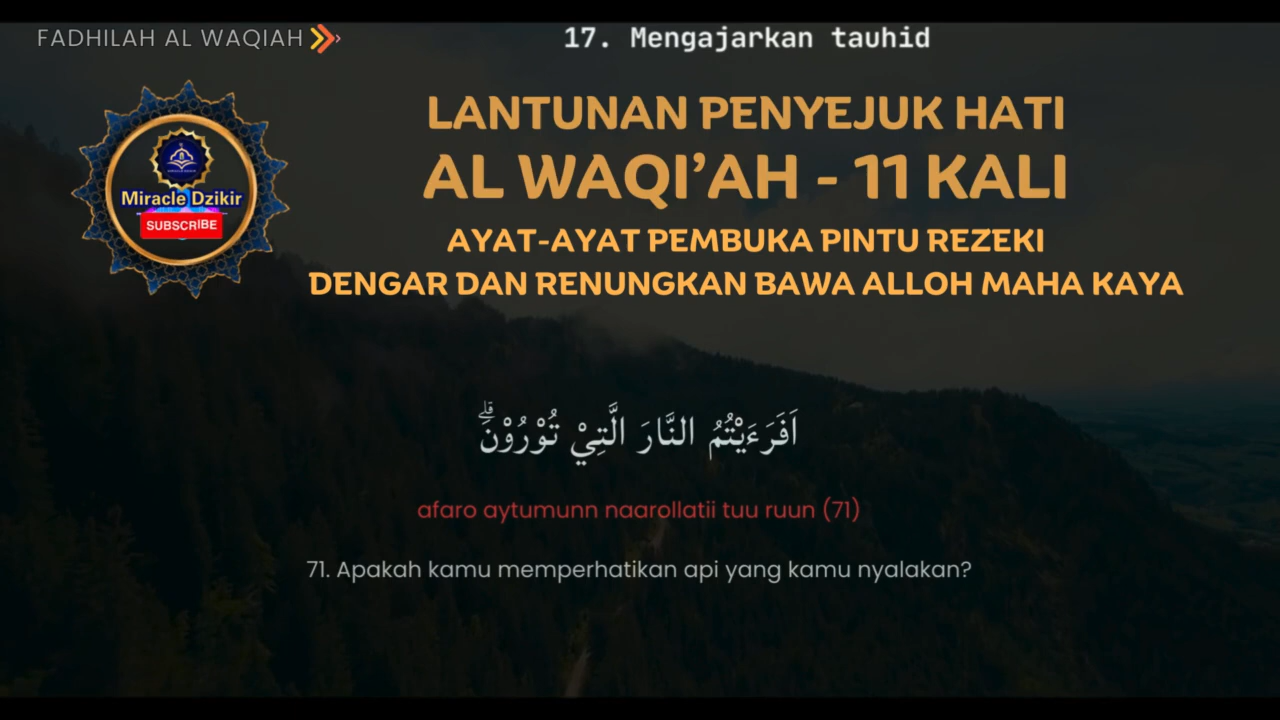 FADHILAH AL WAQIAH
17. Mengajarkan tauhid
LANTUNAN PENYEJUK HATI
AL WAQI’AH - 11 KALI
AYAT-AYAT PEMBUKA PINTU REZEKI
DENGAR DAN RENUNGKAN BAWA ALLOH MAHA KAYA
Miracle Dzikir
SUBSCRIBE
اَفَرَءَيْتُمُ النَّارَ الَّتِيْ تُوْرُوْنَۗ
afaro aytumunn naarollatii tuu ruun (71)
71. Apakah kamu memperhatikan api yang kamu nyalakan?